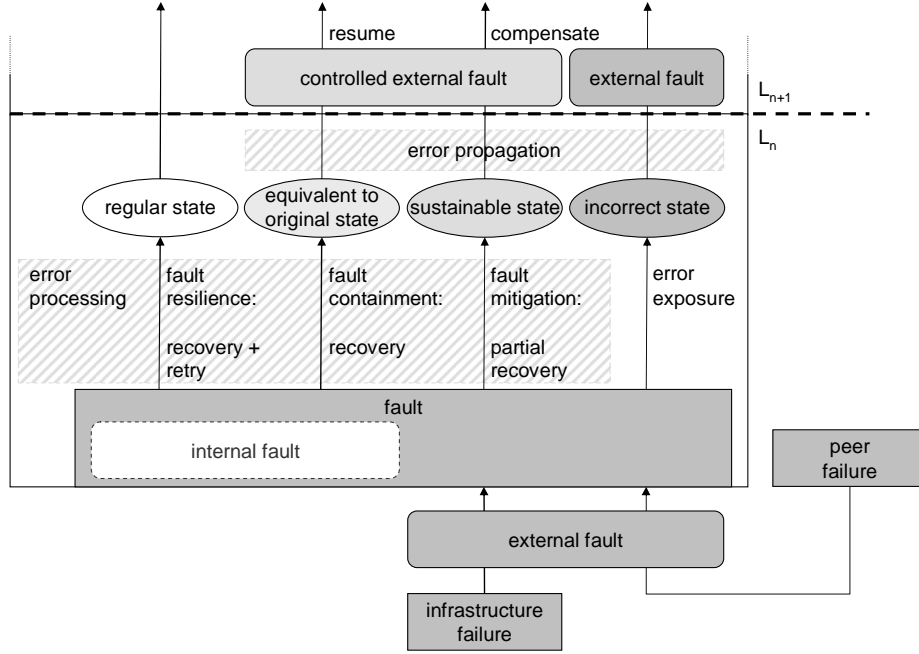 resume
compensate
controlled external fault
external fault
Ln+1
Ln
error propagation
regular state
equivalent to
original state
sustainable state
incorrect state
error
processing
fault
resilience:
recovery +
retry
fault
containment:
recovery
fault
mitigation:
partial
recovery
error
exposure
fault
internal fault
peer
failure
external fault
infrastructure
failure